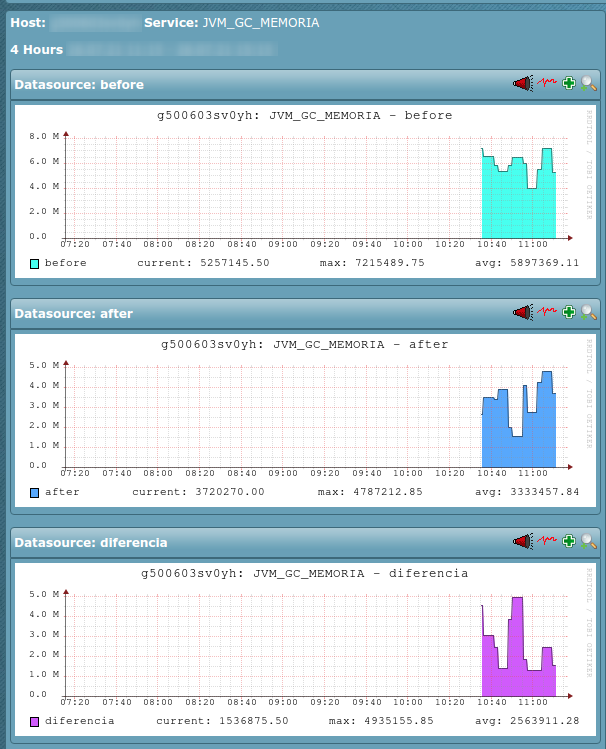 Host: Service: JVM_GC_MEMORIA
4 Hours
Datasource: before
g500603sv0yh: JVM_GC_MEMORIA - before
8.0 M
6.0 M
4.0 M
2.0 M
0.0
07:20 07:40 08:00 08:20 08:40 09:00 09:20 09:40 10:00 10:20 10:40 11:00
before current: 5257145.50 max: 7215489.75 avg: 5897369.11
RRDTOOL / TOBI OETIKER
Datasource: after
g500603sv0yh: JVM_GC_MEMORIA - after
5.0 M
4.0 M
3.0 M
2.0 M
1.0 M
0.0
07:20 07:40 08:00 08:20 08:40 09:00 09:20 09:40 10:00 10:20 10:40 11:00
after current: 3720270.00 max: 4787212.85 avg: 3333457.84
RRDTOOL / TOBI OETIKER
Datasource: diferencia
g500603sv0yh: JVM_GC_MEMORIA - diferencia
5.0 M
4.0 M
3.0 M
2.0 M
1.0 M
0.0
07:20 07:40 08:00 08:20 08:40 09:00 09:20 09:40 10:00 10:20 10:40 11:00
diferencia current: 1536875.50 max: 4935155.85 avg: 2563911.28
RRDTOOL / TOBI OETIKER